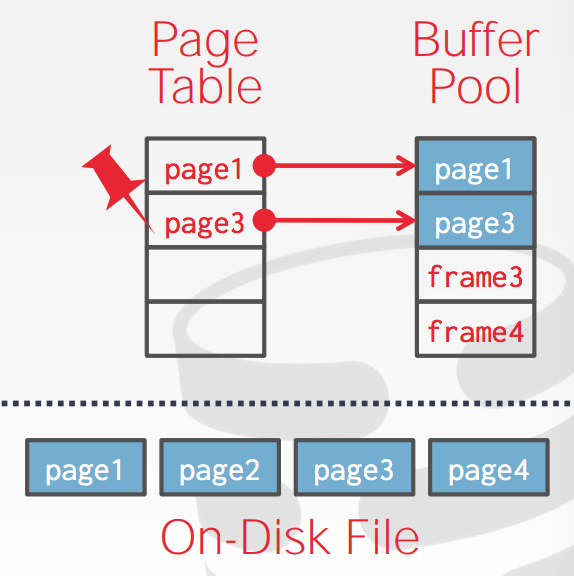 Page
Table
Buffer
Pool
page1
page3
page1
page3
frame3
frame4
page1 page2 page3 page4
On-Disk File